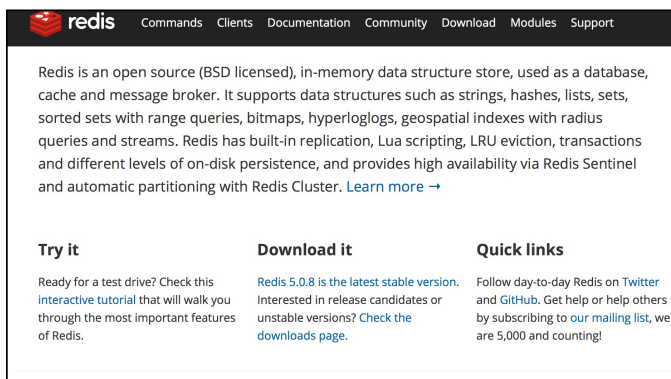 redis Commands Clients Documentation Community Download Modules Support
Redis is an open source (BSD licensed), in-memory data structure store, used as a database,
cache and message broker. It supports data structures such as strings, hashes, lists, sets,
sorted sets with range queries, bitmaps, hyperloglogs, geospatial indexes with radius
queries and streams. Redis has built-in replication, Lua scripting, LRU eviction, transactions
and different levels of on-disk persistence, and provides high availability via Redis Sentinel
and automatic partitioning with Redis Cluster. Learn more →
Try it
Ready for a test drive? Check this
interactive tutorial that will walk you
through the most important features
of Redis.
Download it
Redis 5.0.8 is the latest stable version.
Interested in release candidates or
unstable versions? Check the
downloads page.
Quick links
Follow day-to-day Redis on Twitter
and GitHub. Get help or help others
by subscribing to our mailing list, we
are 5,000 and counting!